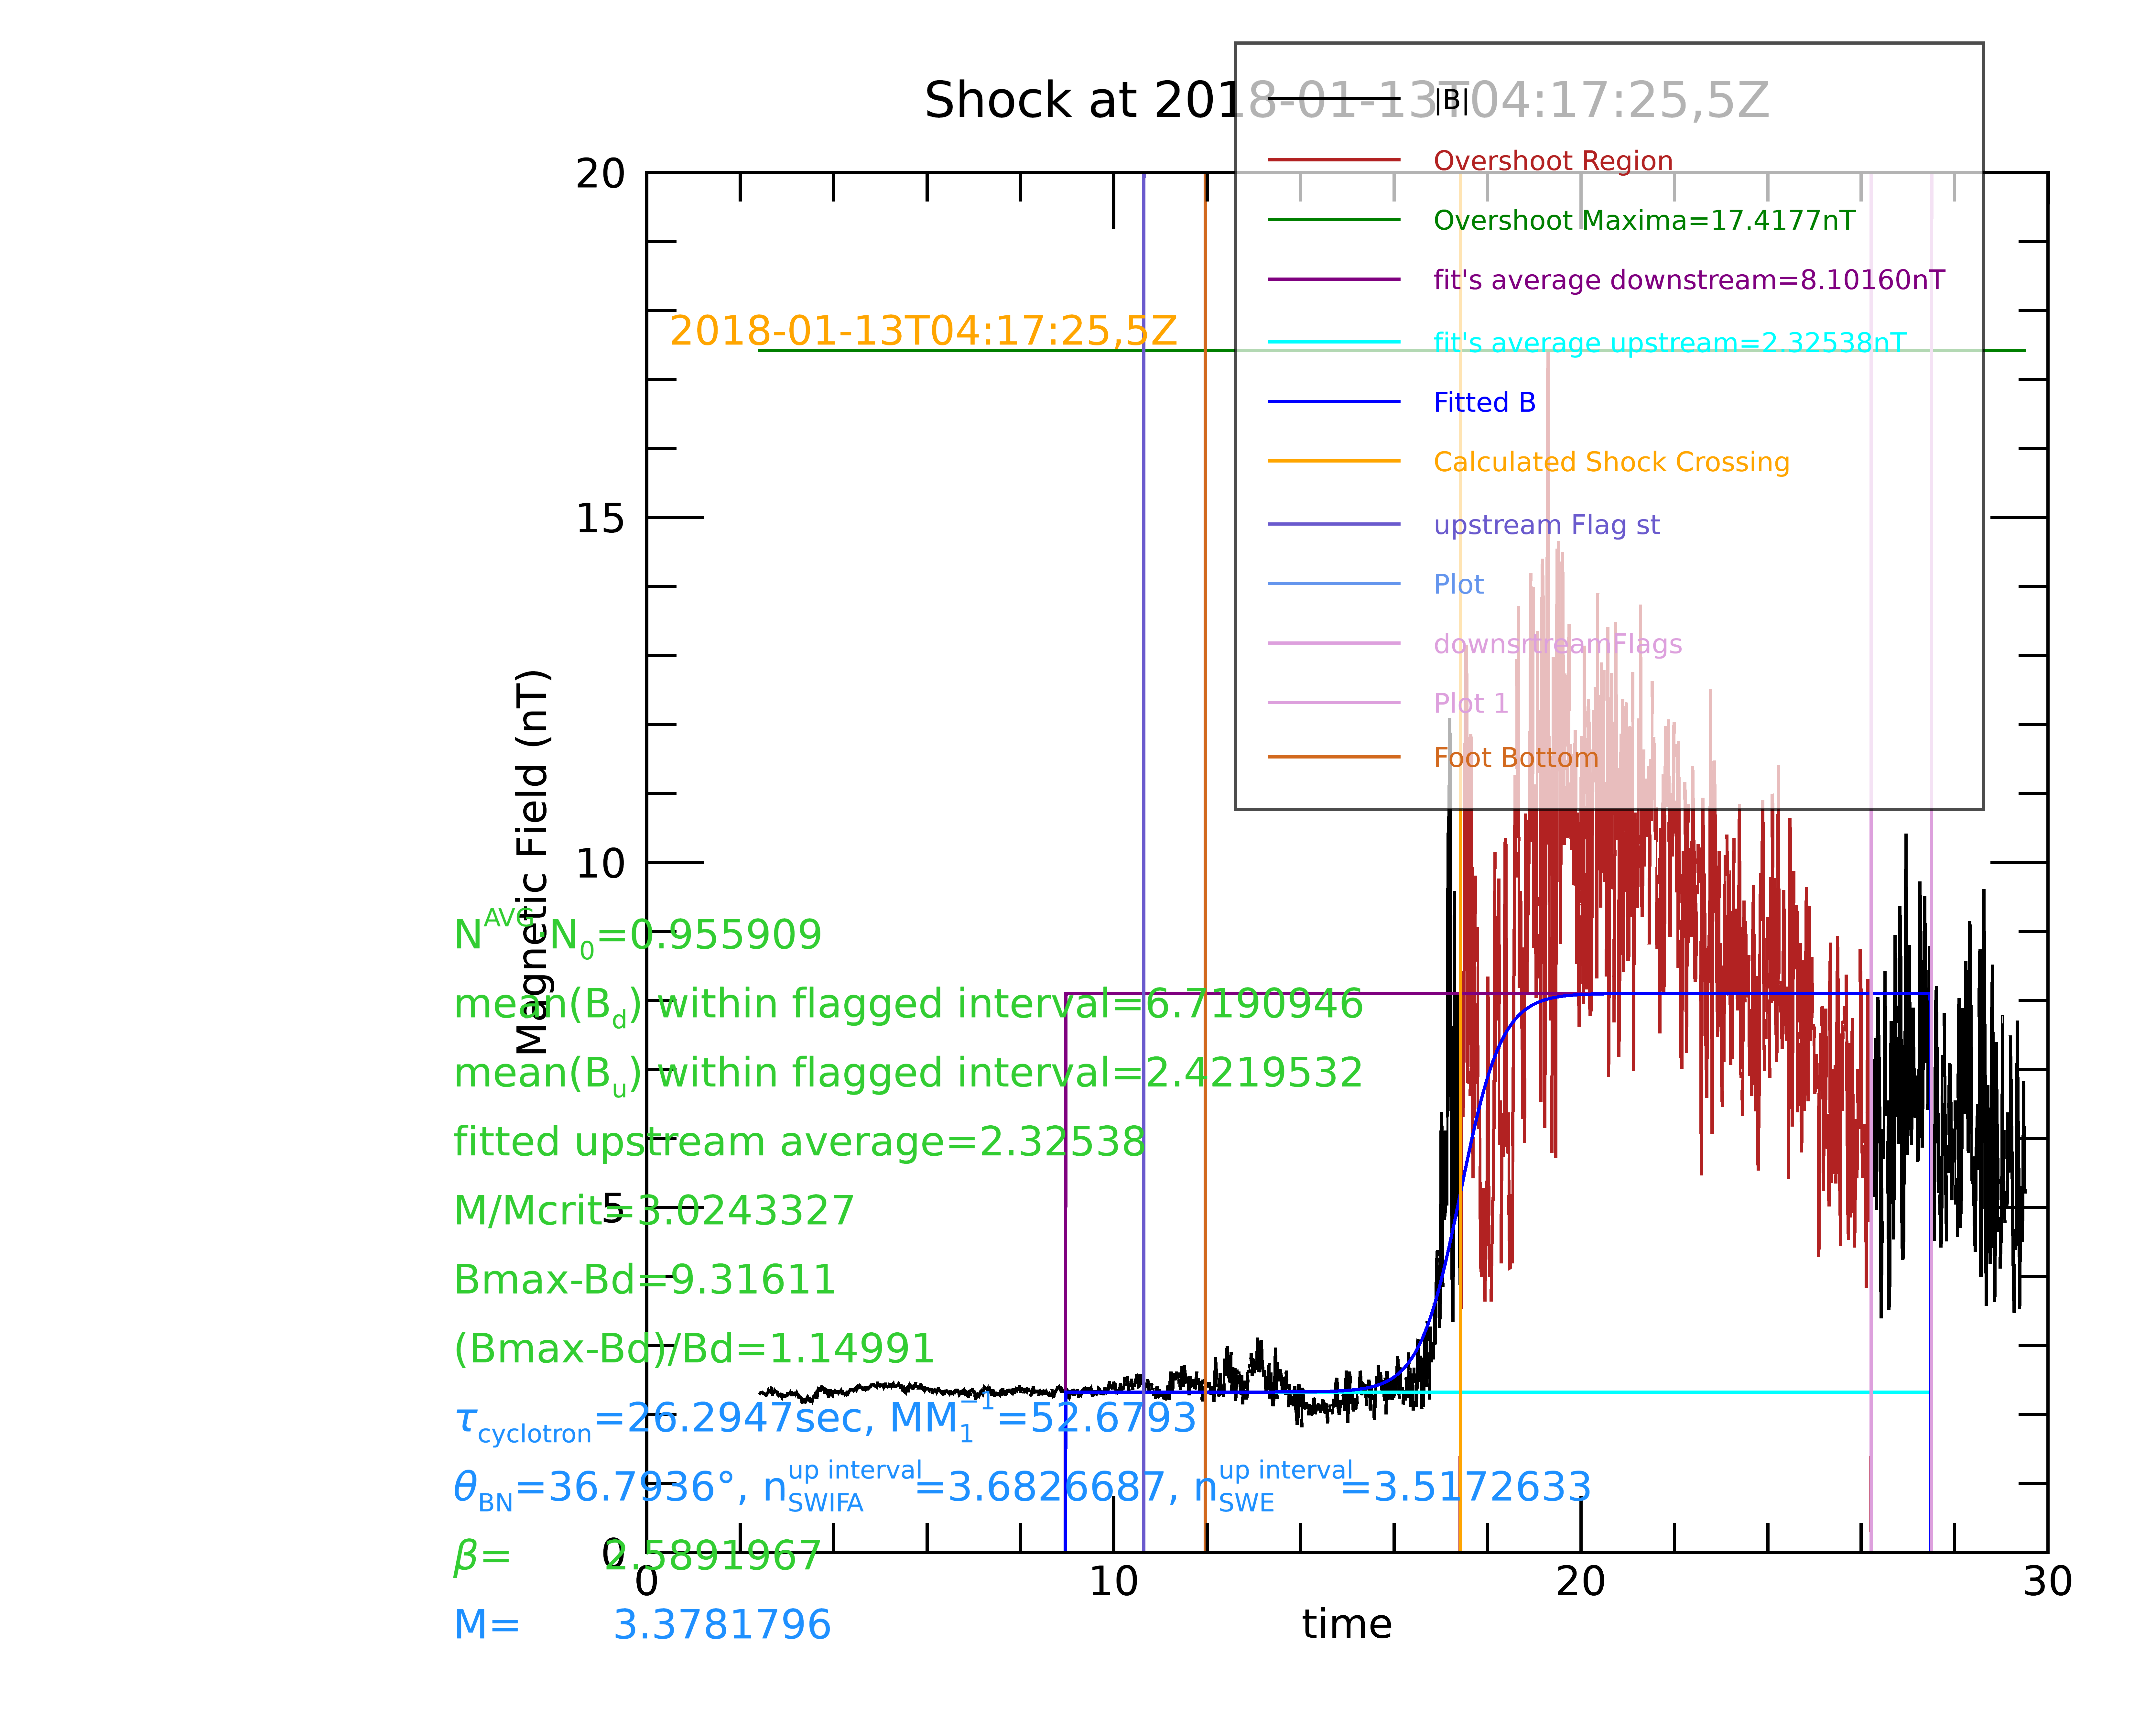 Shock at 2018-01-13T04:17:25,5Z
|B|
Overshoot Region
Overshoot Maxima=17.4177nT
fit's average downstream=8.10160nT
fit's average upstream=2.32538nT
Fitted B
Calculated Shock Crossing
upstream Flag st
Plot
downsrtreamFlags
Plot 1
Foot Bottom
2018-01-13T04:17:25,5Z
20
15
10
5
0
Magnetic Field (nT)
N^AVG·N_0=0.955909
mean(B_d) within flagged interval=6.7190946
mean(B_u) within flagged interval=2.4219532
fitted upstream average=2.32538
M/Mcrit=3.0243327
Bmax-Bd=9.31611
(Bmax-Bd)/Bd=1.14991
τ_cyclotron=26.2947sec, MM_1^−1=52.6793
θ_BN=36.7936°, n_SWIFA^up interval=3.6826687, n_SWE^up interval=3.5172633
β= 2.5891967
M= 3.3781796
0 10 20 30
time